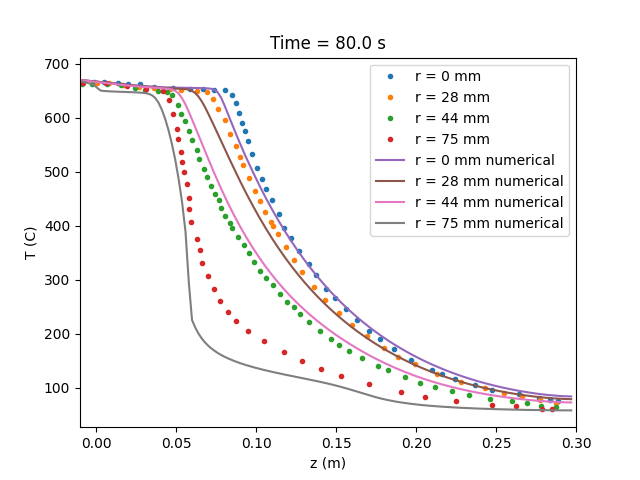 Time = 80.0 s
T (C)
700
600
500
400
300
200
100
r = 0 mm
r = 28 mm
r = 44 mm
r = 75 mm
r = 0 mm numerical
r = 28 mm numerical
r = 44 mm numerical
r = 75 mm numerical
0.00
0.05
0.10
0.15
0.20
0.25
0.30
z (m)